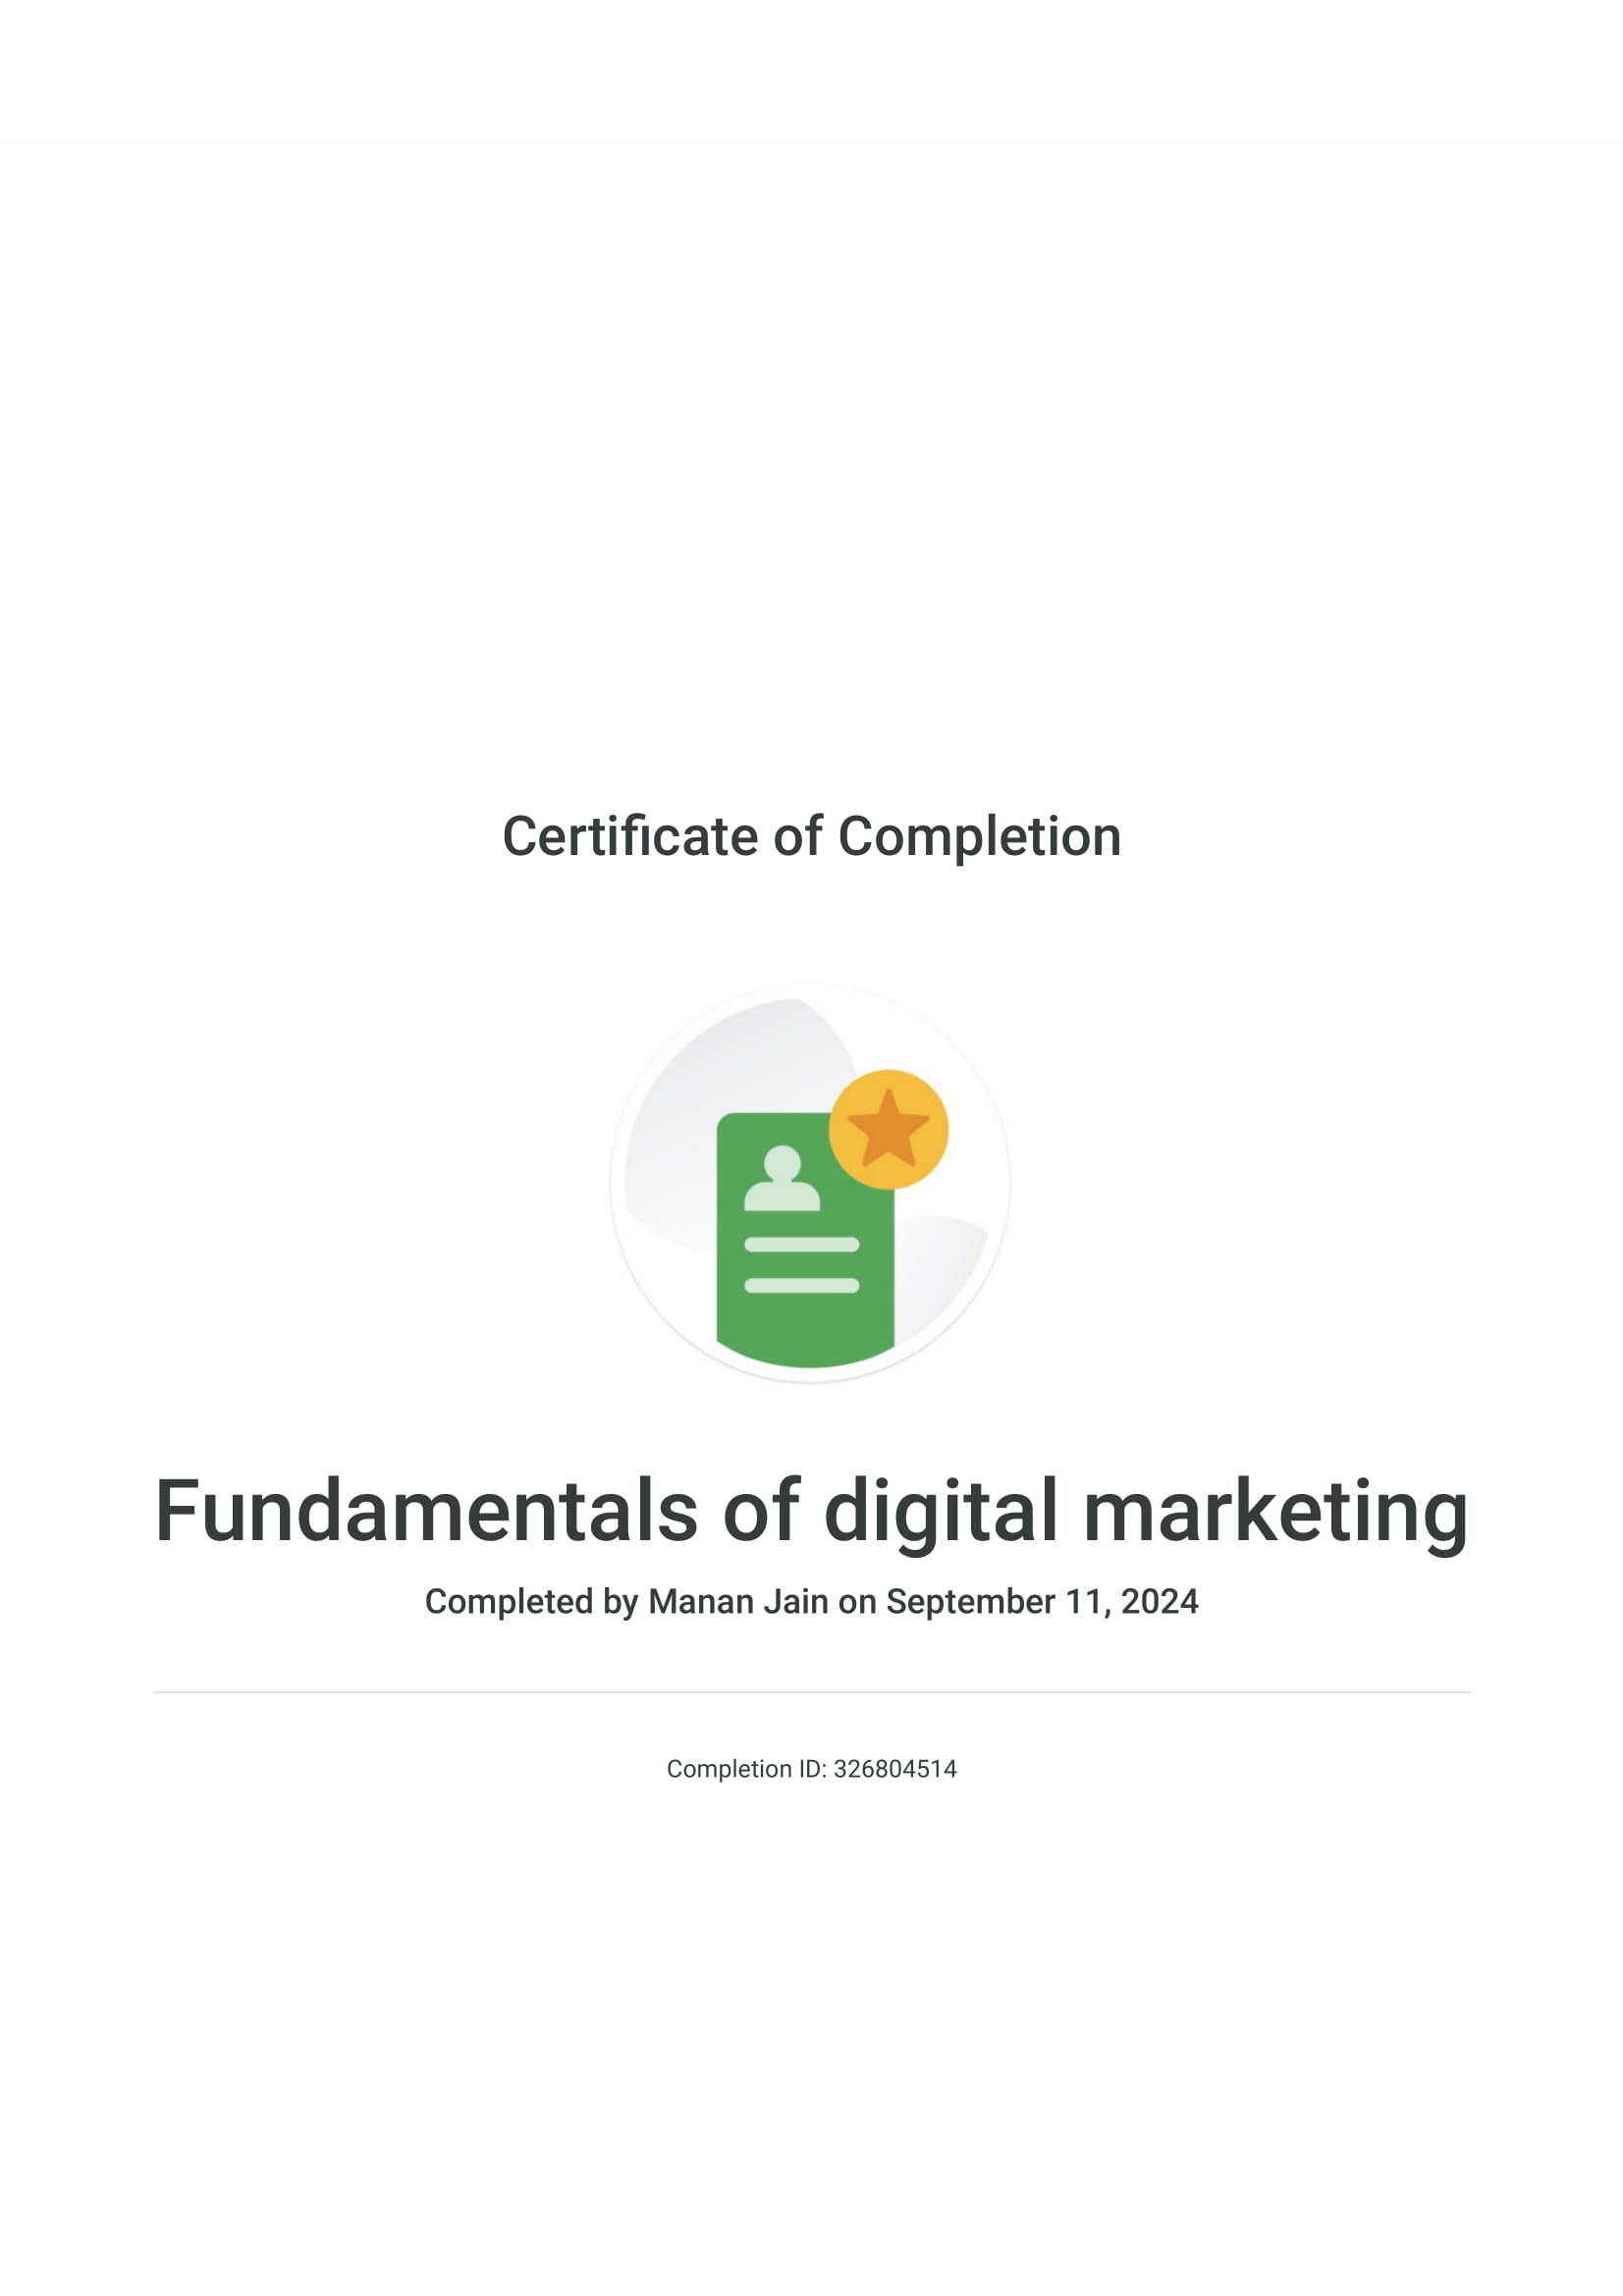 Certificate of Completion
Fundamentals of digital marketing
Completed by Manan Jain on September 11, 2024
Completion ID: 326804514